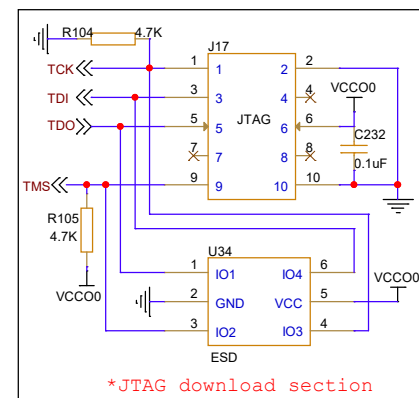 R104 4.7K
J17
TCK 1 1 2 2
VCCO0
TDI 3 3 4 4
TDO 5 5 JTAG 6 6
C232
7 7 8 8
0.1uF
TMS 9 9 10 10
R105
4.7K
U34
VCCO0
1 IO1 IO4 6
VCCO0
2 GND VCC 5
3 IO2 IO3 4
ESD
*JTAG download section